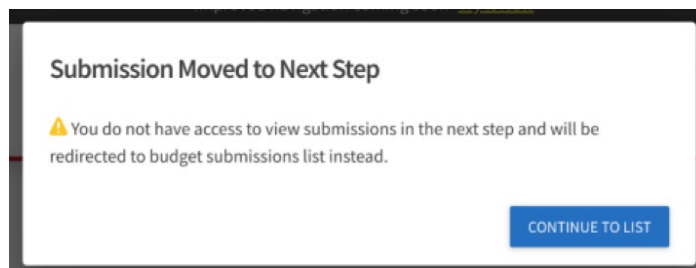 Submission Moved to Next Step
You do not have access to view submissions in the next step and will be
redirected to budget submissions list instead.
CONTINUE TO LIST